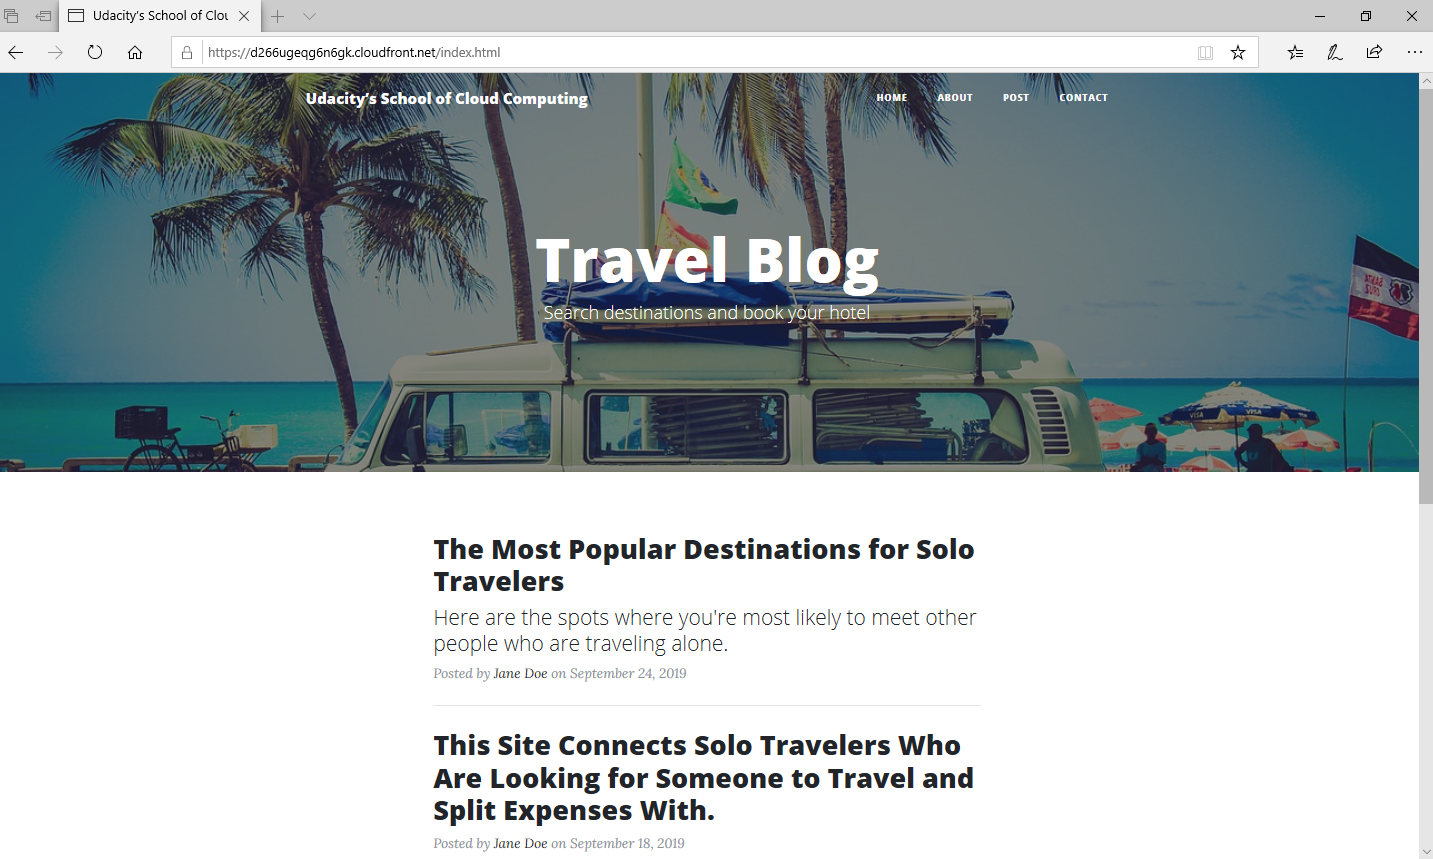 Udacity's School of Clou
https://d266ugeqg6n6gk.cloudfront.net/index.html
Udacity's School of Cloud Computing
HOME ABOUT POST CONTACT
Travel Blog
Search destinations and book your hotel
SANTA CRUZ
VISA VISA
The Most Popular Destinations for Solo
Travelers
Here are the spots where you're most likely to meet other
people who are traveling alone.
Posted by Jane Doe on September 24, 2019
This Site Connects Solo Travelers Who
Are Looking for Someone to Travel and
Split Expenses With.
Posted by Jane Doe on September 18, 2019